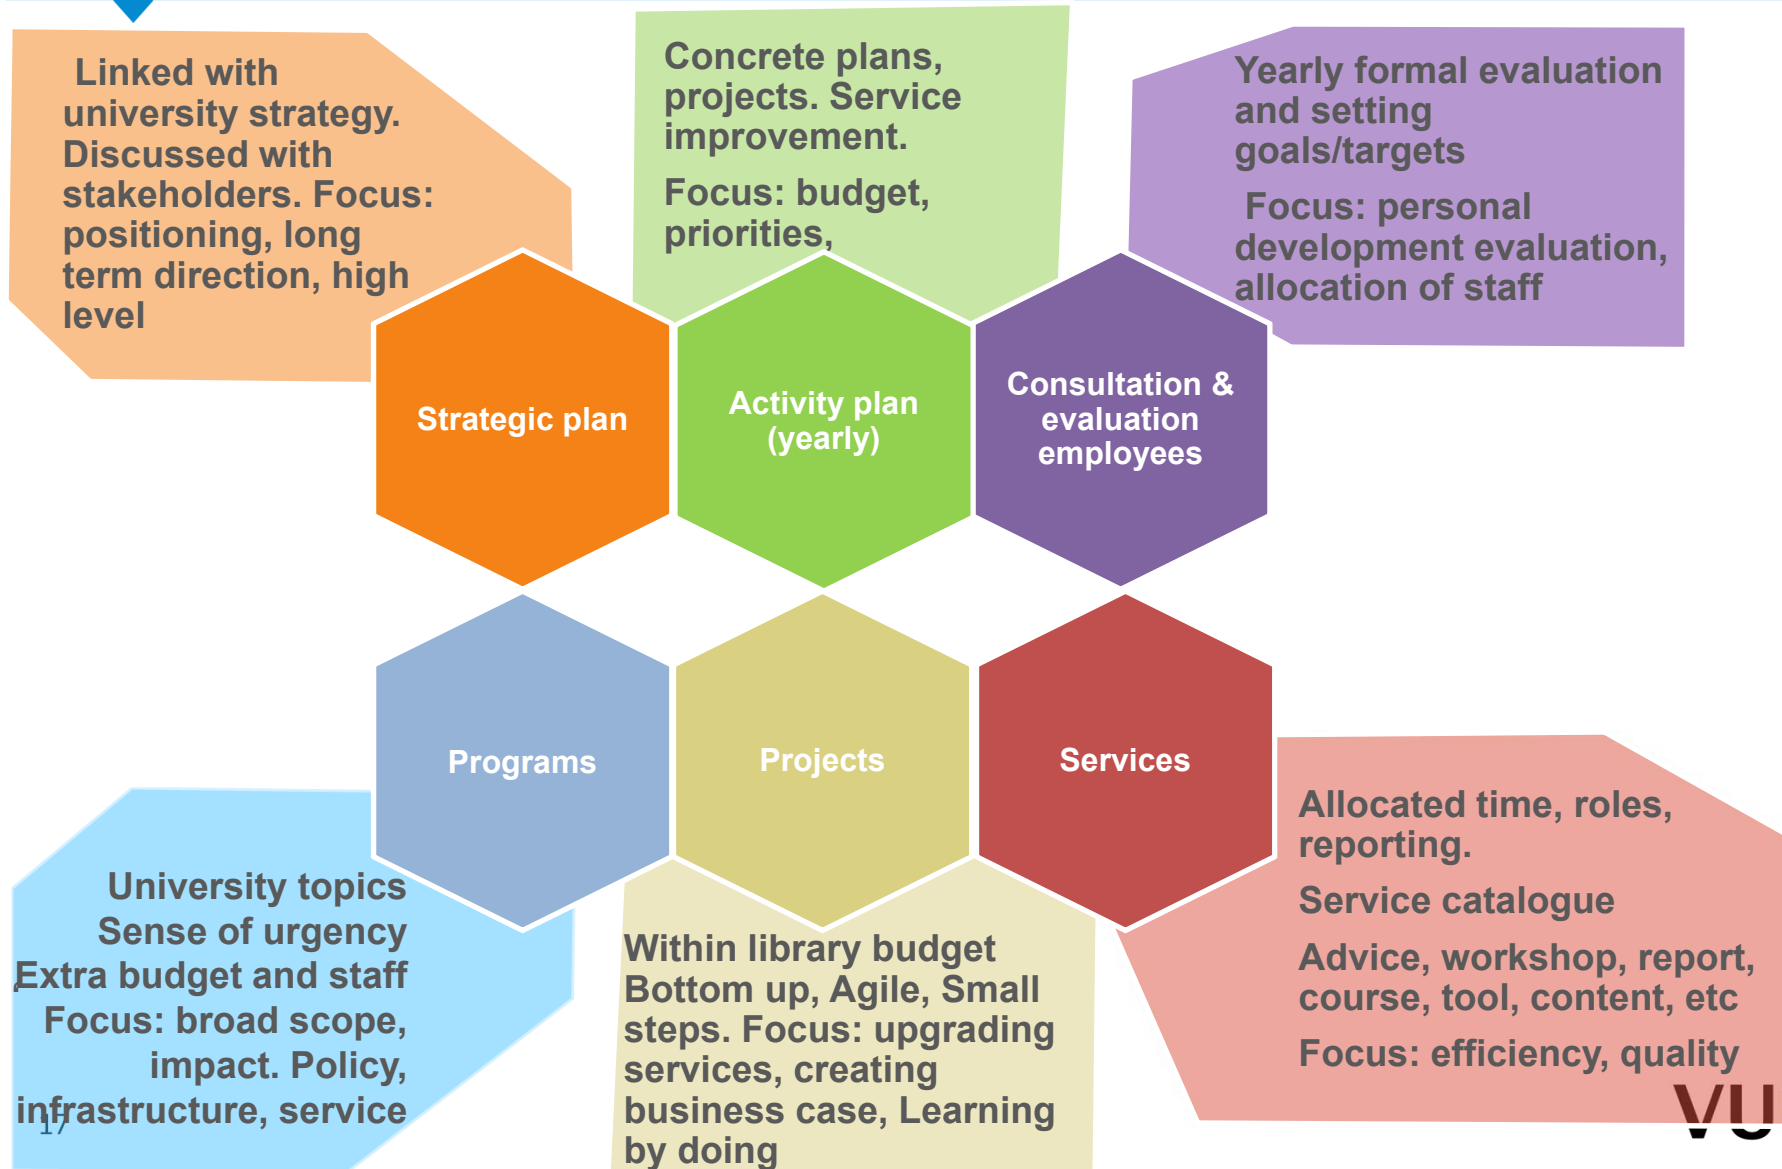 Linked with
university strategy.
Discussed with
stakeholders. Focus:
positioning, long
term direction, high
level
Concrete plans,
projects. Service
improvement.
Focus: budget,
priorities,
Yearly formal evaluation
and setting
goals/targets
Focus: personal
development evaluation,
allocation of staff
Strategic plan
Activity plan
(yearly)
Consultation &
evaluation
employees
Programs
Projects
Services
University topics
Sense of urgency
Extra budget and staff
Focus: broad scope,
impact. Policy,
infrastructure, service
Within library budget
Bottom up, Agile, Small
steps. Focus: upgrading
services, creating
business case, Learning
by doing
Allocated time, roles,
reporting.
Service catalogue
Advice, workshop, report,
course, tool, content, etc
Focus: efficiency, quality
17
VU